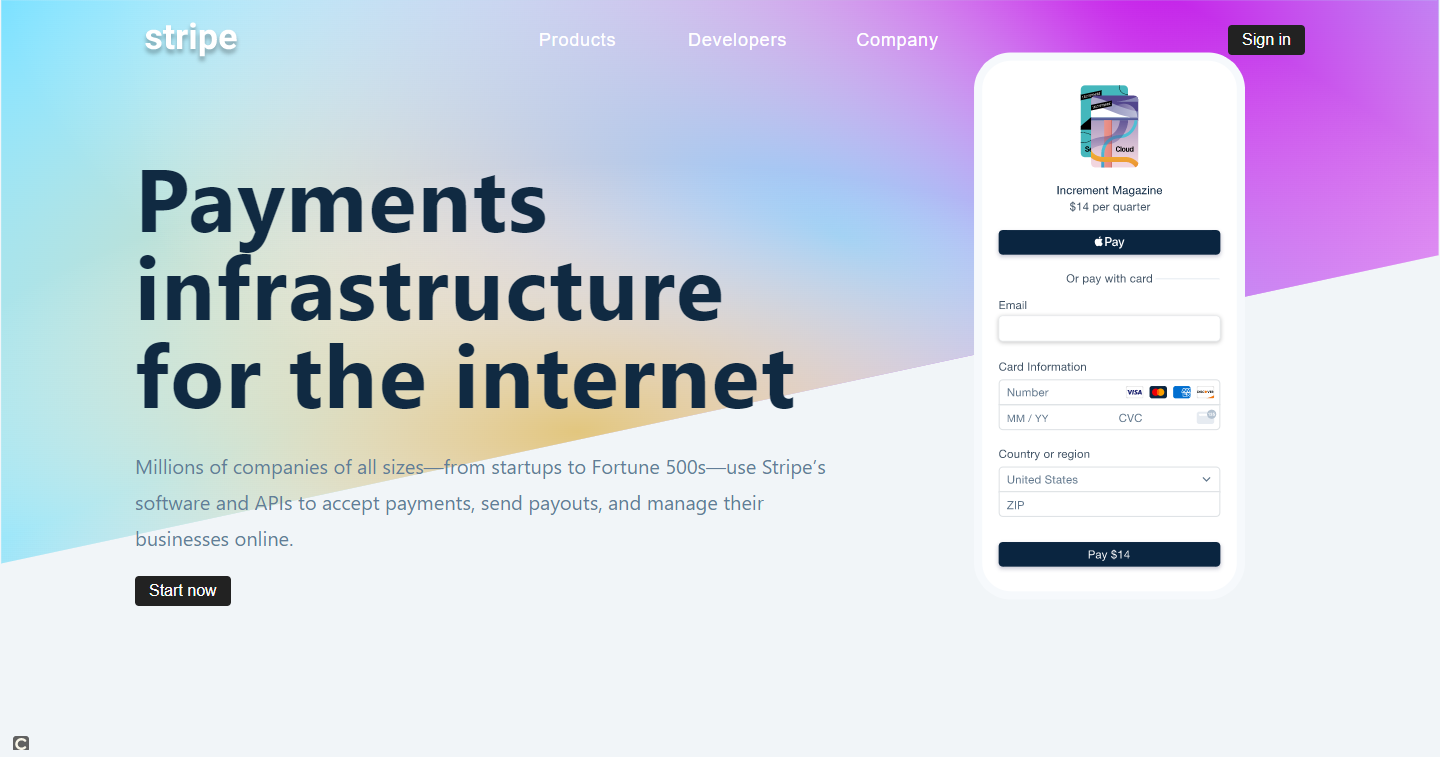 stripe
Products Developers Company
Sign in
Payments
infrastructure
for the internet
Millions of companies of all sizes—from startups to Fortune 500s—use Stripe’s
software and APIs to accept payments, send payouts, and manage their
businesses online.
Start now
Cloud
Increment Magazine
$14 per quarter
Pay
Or pay with card
Email
Card Information
Number VISA DISCOVER
MM / YY CVC
Country or region
United States
ZIP
Pay $14
C